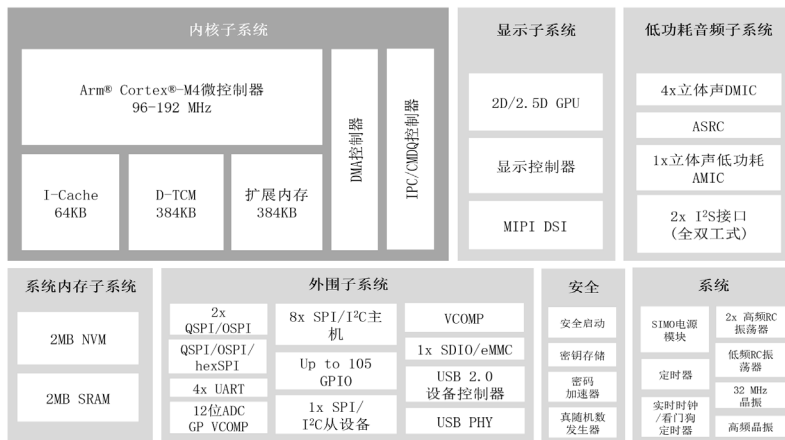 内核子系统
Arm® Cortex®-M4微控制器
96-192 MHz
I-Cache
64KB
D-TCM
384KB
扩展内存
384KB
DMA控制器
IPC/CMDQ控制器
显示子系统
2D/2.5D GPU
显示控制器
MIPI DSI
低功耗音频子系统
4x立体声DMIC
ASRC
1x立体声低功耗
AMIC
2x I²S接口
(全双工式)
系统内存子系统
2MB NVM
2MB SRAM
外围子系统
2x
QSPI/OSPI
QSPI/OSPI/
hexSPI
4x UART
12位ADC
GP VCOMP
8x SPI/I²C主
机
Up to 105
GPIO
1x SPI/
I²C从设备
VCOMP
1x SDIO/eMMC
USB 2.0
设备控制器
USB PHY
安全
安全启动
密钥存储
密码
加速器
真随机数
发生器
系统
SIMO电源
模块
定时器
实时时钟
/看门狗
定时器
2x 高频RC
振荡器
低频RC振
荡器
32 MHz
晶振
高频晶振